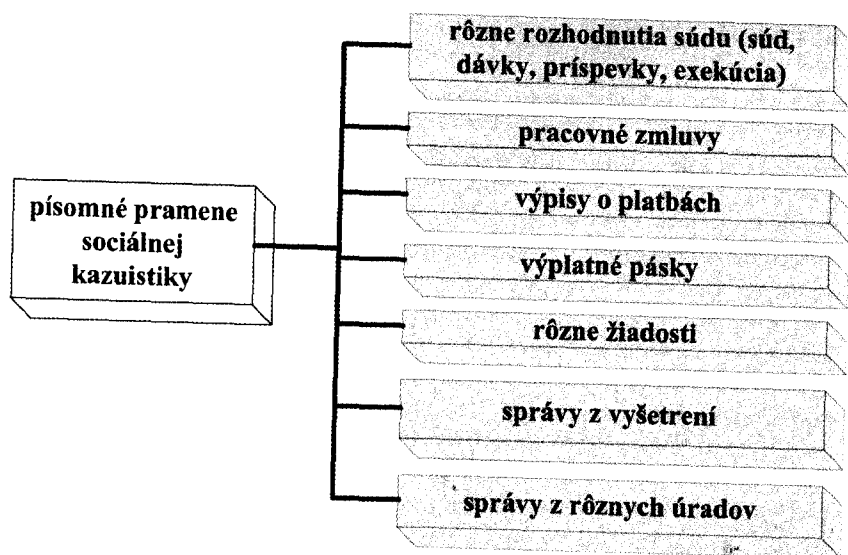 písomné pramene
sociálnej
kazuistiky
rôzne rozhodnutia súdu (súd,
dávky, príspevky, exekúcia)
pracovné zmluvy
výpisy o platbách
výplatné pásky
rôzne žiadosti
správy z vyšetrení
správy z rôznych úradov